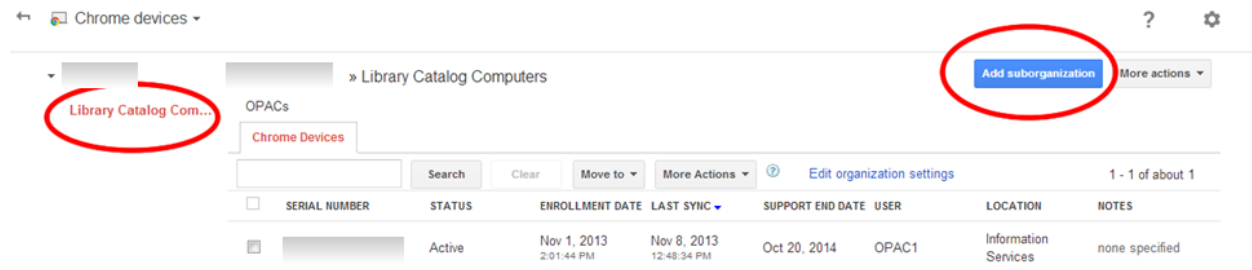 Chrome devices
?
» Library Catalog Computers
Add suborganization
More actions
Library Catalog Com...
OPACs
Chrome Devices
Search Clear Move to More Actions ? Edit organization settings 1 - 1 of about 1
SERIAL NUMBER STATUS ENROLLMENT DATE LAST SYNC SUPPORT END DATE USER LOCATION NOTES
Active Nov 1, 2013 Nov 8, 2013 Oct 20, 2014 OPAC1 Information none specified
2:01:44 PM 12:48:34 PM Services